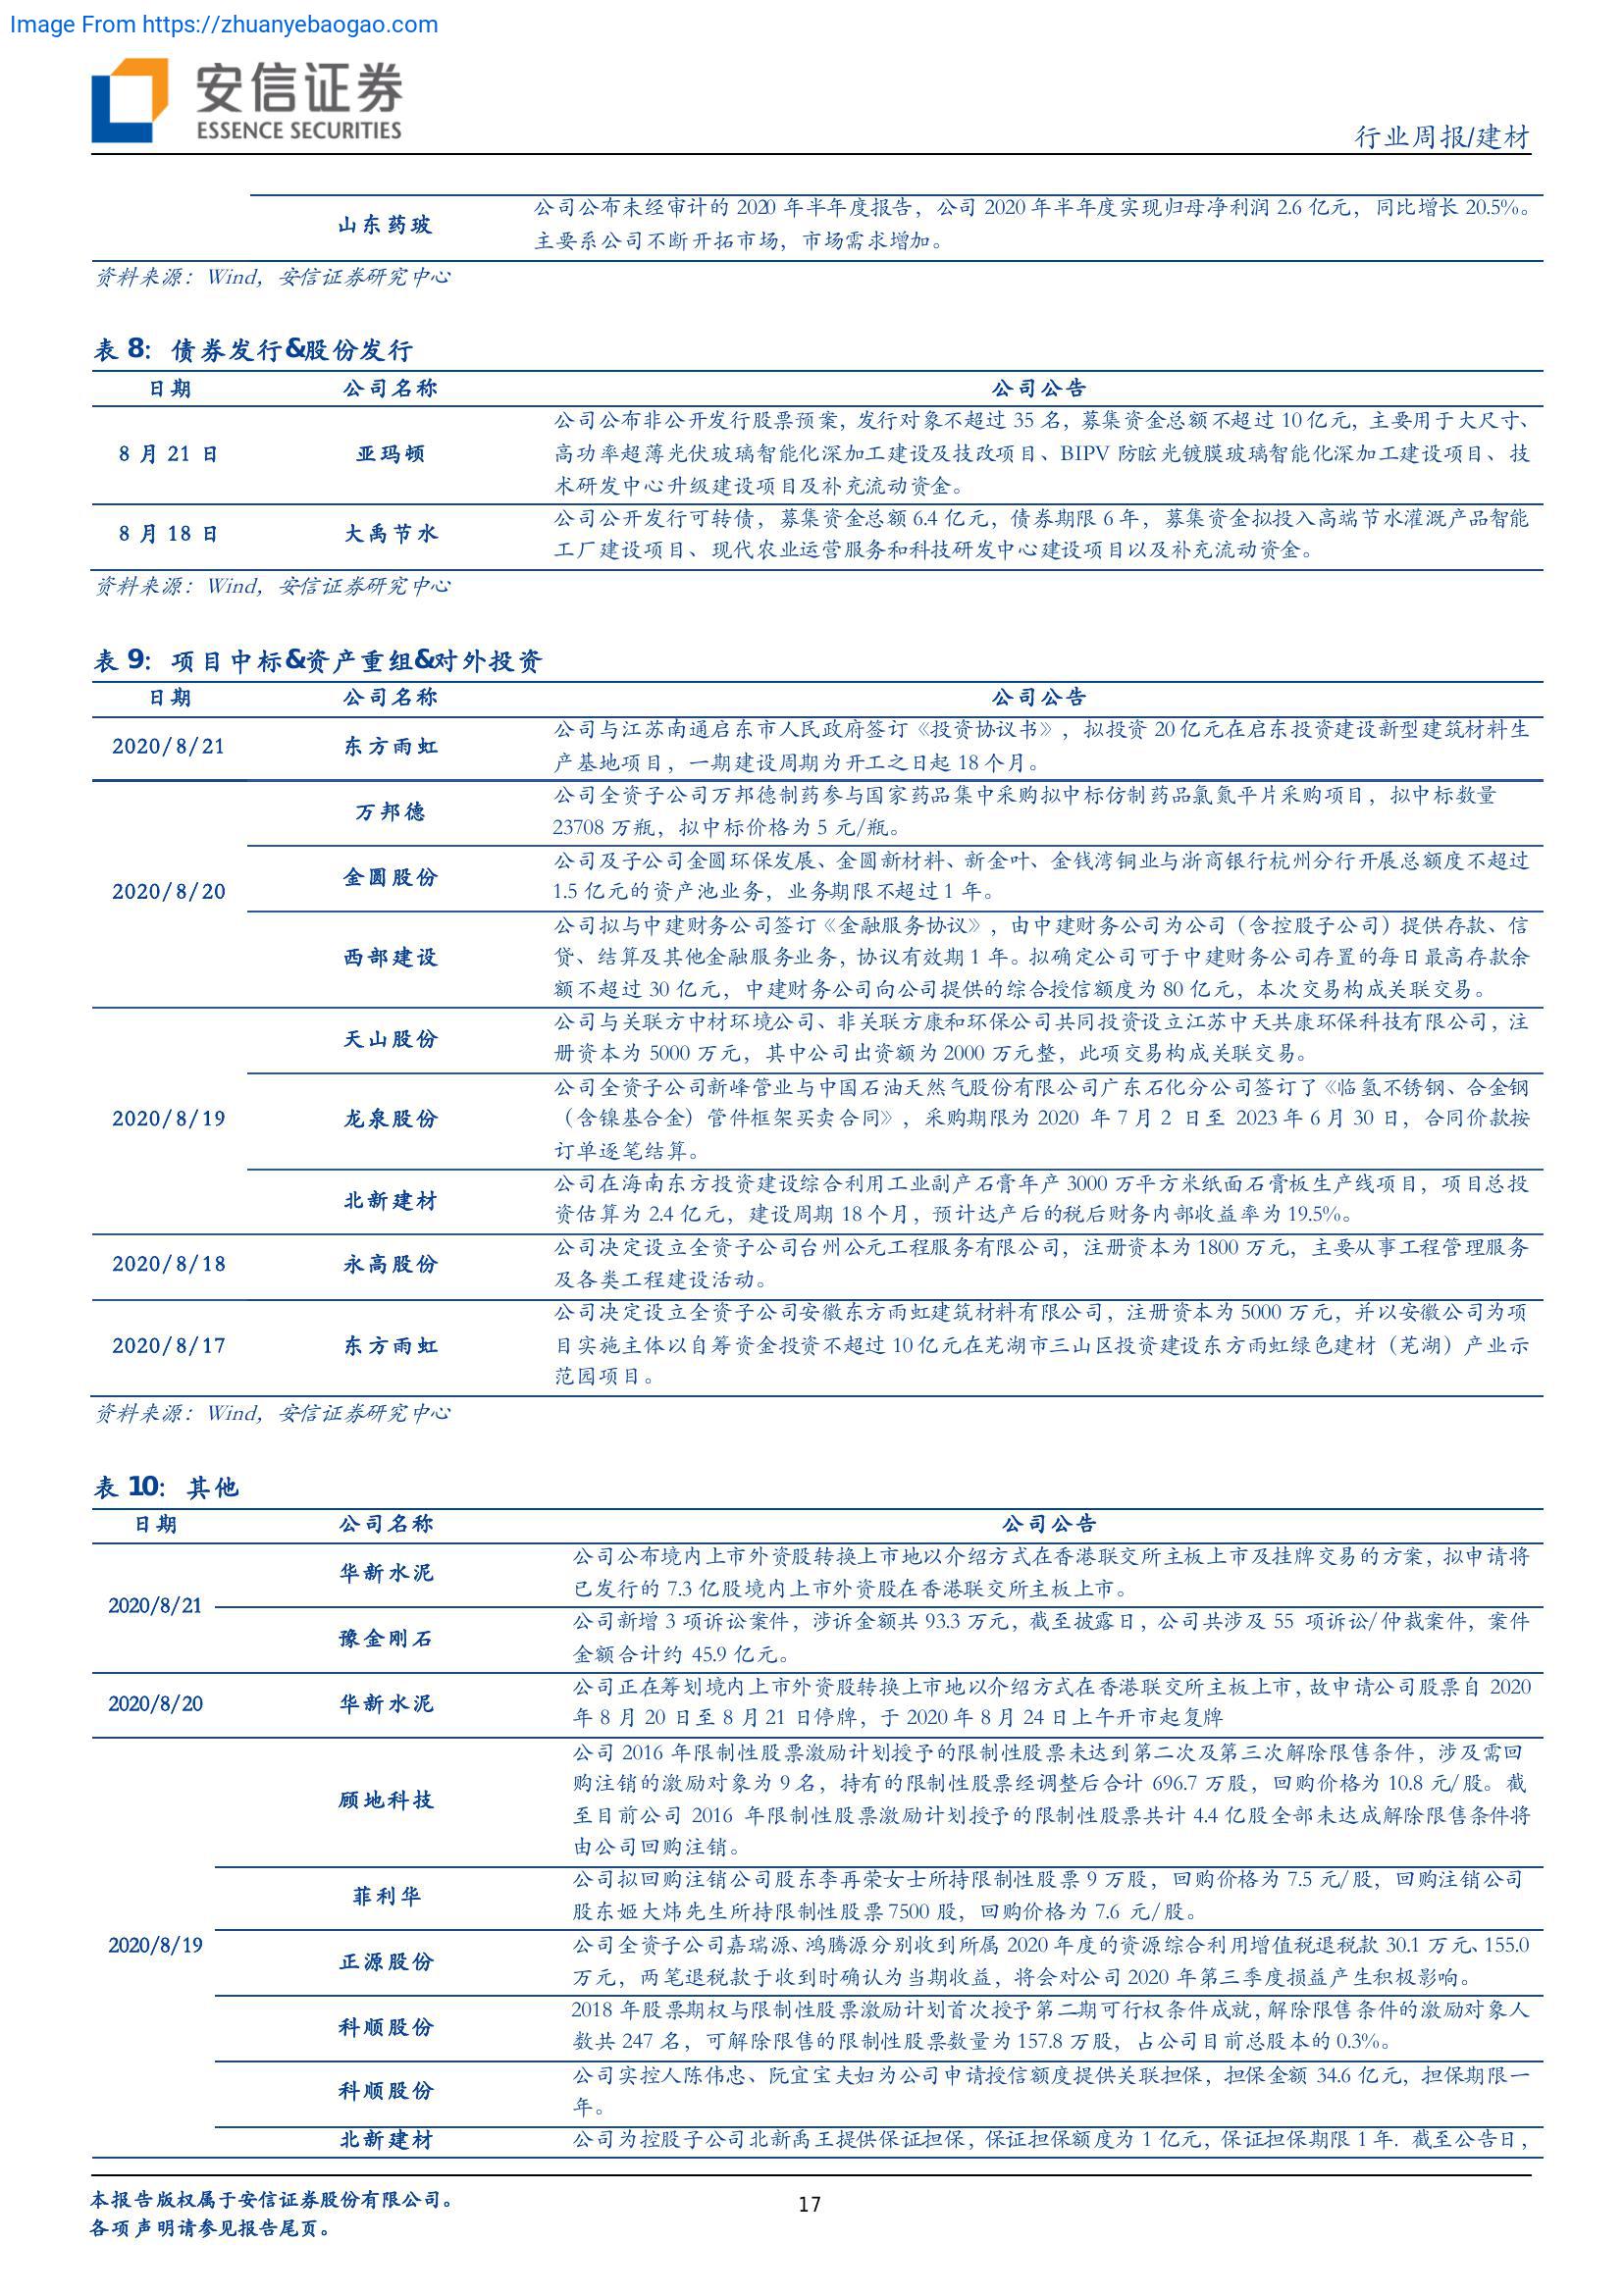 Image From https://zhuanyebaogao.com
安信证券
ESSENCE SECURITIES
行业周报/建材
山东药玻
公司公布未经审计的 2020 年半年度报告，公司 2020 年半年度实现归母净利润 2.6 亿元，同比增长 20.5%。
主要系公司不断开拓市场，市场需求增加。
资料来源：Wind，安信证券研究中心
表 8：债券发行&股份发行
日期 公司名称 公司公告
8 月 21 日 亚玛顿
公司公布非公开发行股票预案，发行对象不超过 35 名，募集资金总额不超过 10 亿元，主要用于大尺寸、
高功率超薄光伏玻璃智能化深加工建设及技改项目、BIPV 防眩光镀膜玻璃智能化深加工建设项目、技
术研发中心升级建设项目及补充流动资金。
8 月 18 日 大禹节水
公司公开发行可转债，募集资金总额 6.4 亿元，债券期限 6 年，募集资金拟投入高端节水灌溉产品智能
工厂建设项目、现代农业运营服务和科技研发中心建设项目以及补充流动资金。
资料来源：Wind，安信证券研究中心
表 9：项目中标&资产重组&对外投资
日期 公司名称 公司公告
2020/8/21 东方雨虹
公司与江苏南通启东市人民政府签订《投资协议书》，拟投资 20 亿元在启东投资建设新型建筑材料生
产基地项目，一期建设周期为开工之日起 18 个月。
2020/8/20
万邦德
公司全资子公司万邦德制药参与国家药品集中采购拟中标仿制药品氯氮平片采购项目，拟中标数量
23708 万瓶，拟中标价格为 5 元/瓶。
金圆股份
公司及子公司金圆环保发展、金圆新材料、新金叶、金钱湾铜业与浙商银行杭州分行开展总额度不超过
1.5 亿元的资产池业务，业务期限不超过 1 年。
西部建设
公司拟与中建财务公司签订《金融服务协议》，由中建财务公司为公司（含控股子公司）提供存款、信
贷、结算及其他金融服务业务，协议有效期 1 年。拟确定公司可于中建财务公司存置的每日最高存款余
额不超过 30 亿元，中建财务公司向公司提供的综合授信额度为 80 亿元，本次交易构成关联交易。
2020/8/19
天山股份
公司与关联方中材环境公司、非关联方康和环保公司共同投资设立江苏中天共康环保科技有限公司，注
册资本为 5000 万元，其中公司出资额为 2000 万元整，此项交易构成关联交易。
龙泉股份
公司全资子公司新峰管业与中国石油天然气股份有限公司广东石化分公司签订了《临氢不锈钢、合金钢
（含镍基合金）管件框架买卖合同》，采购期限为 2020 年 7 月 2 日至 2023 年 6 月 30 日，合同价款按
订单逐笔结算。
北新建材
公司在海南东方投资建设综合利用工业副产石膏年产 3000 万平方米纸面石膏板生产线项目，项目总投
资估算为 2.4 亿元，建设周期 18 个月，预计达产后的税后财务内部收益率为 19.5%。
2020/8/18 永高股份
公司决定设立全资子公司台州公元工程服务有限公司，注册资本为 1800 万元，主要从事工程管理服务
及各类工程建设活动。
2020/8/17 东方雨虹
公司决定设立全资子公司安徽东方雨虹建筑材料有限公司，注册资本为 5000 万元，并以安徽公司为项
目实施主体以自筹资金投资不超过 10 亿元在芜湖市三山区投资建设东方雨虹绿色建材（芜湖）产业示
范园项目。
资料来源：Wind，安信证券研究中心
表 10：其他
日期 公司名称 公司公告
2020/8/21
华新水泥
公司公布境内上市外资股转换上市地以介绍方式在香港联交所主板上市及挂牌交易的方案，拟申请将
已发行的 7.3 亿股境内上市外资股在香港联交所主板上市。
豫金刚石
公司新增 3 项诉讼案件，涉诉金额共 93.3 万元，截至披露日，公司共涉及 55 项诉讼/仲裁案件，案件
金额合计约 45.9 亿元。
2020/8/20 华新水泥
公司正在筹划境内上市外资股转换上市地以介绍方式在香港联交所主板上市，故申请公司股票自 2020
年 8 月 20 日至 8 月 21 日停牌，于 2020 年 8 月 24 日上午开市起复牌
2020/8/19
顾地科技
公司 2016 年限制性股票激励计划授予的限制性股票未达到第二次及第三次解除限售条件，涉及需回
购注销的激励对象为 9 名，持有的限制性股票经调整后合计 696.7 万股，回购价格为 10.8 元/股。截
至目前公司 2016 年限制性股票激励计划授予的限制性股票共计 4.4 亿股全部未达成解除限售条件将
由公司回购注销。
菲利华
公司拟回购注销公司股东李再荣女士所持限制性股票 9 万股，回购价格为 7.5 元/股，回购注销公司
股东姬大炜先生所持限制性股票 7500 股，回购价格为 7.6 元/股。
正源股份
公司全资子公司嘉瑞源、鸿腾源分别收到所属 2020 年度的资源综合利用增值税退税款 30.1 万元、155.0
万元，两笔退税款于收到时确认为当期收益，将会对公司 2020 年第三季度损益产生积极影响。
科顺股份
2018 年股票期权与限制性股票激励计划首次授予第二期可行权条件成就，解除限售条件的激励对象人
数共 247 名，可解除限售的限制性股票数量为 157.8 万股，占公司目前总股本的 0.3%。
科顺股份
公司实控人陈伟忠、阮宜宝夫妇为公司申请授信额度提供关联担保，担保金额 34.6 亿元，担保期限一
年。
北新建材
公司为控股子公司北新禹王提供保证担保，保证担保额度为 1 亿元，保证担保期限 1 年. 截至公告日，
本报告版权属于安信证券股份有限公司。
各项声明请参见报告尾页。
17